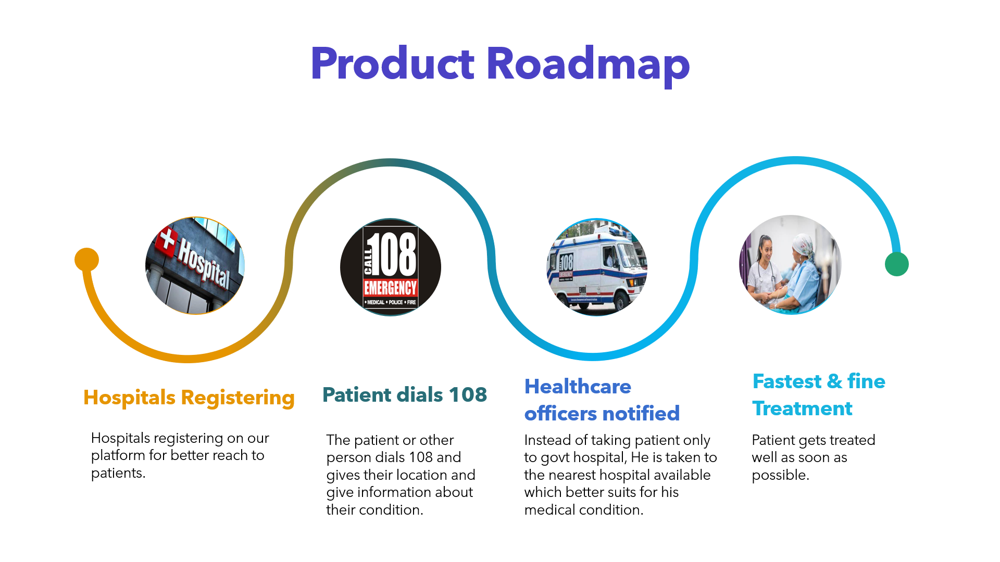 Product Roadmap
Hospital
CALL
108
EMERGENCY
• MEDICAL • POLICE • FIRE
108
EMERGENCY
EMRI
Hospitals Registering
Hospitals registering on our
platform for better reach to
patients.
Patient dials 108
The patient or other
person dials 108 and
gives their location and
give information about
their condition.
Healthcare
officers notified
Instead of taking patient only
to govt hospital, He is taken to
the nearest hospital available
which better suits for his
medical condition.
Fastest & fine
Treatment
Patient gets treated
well as soon as
possible.